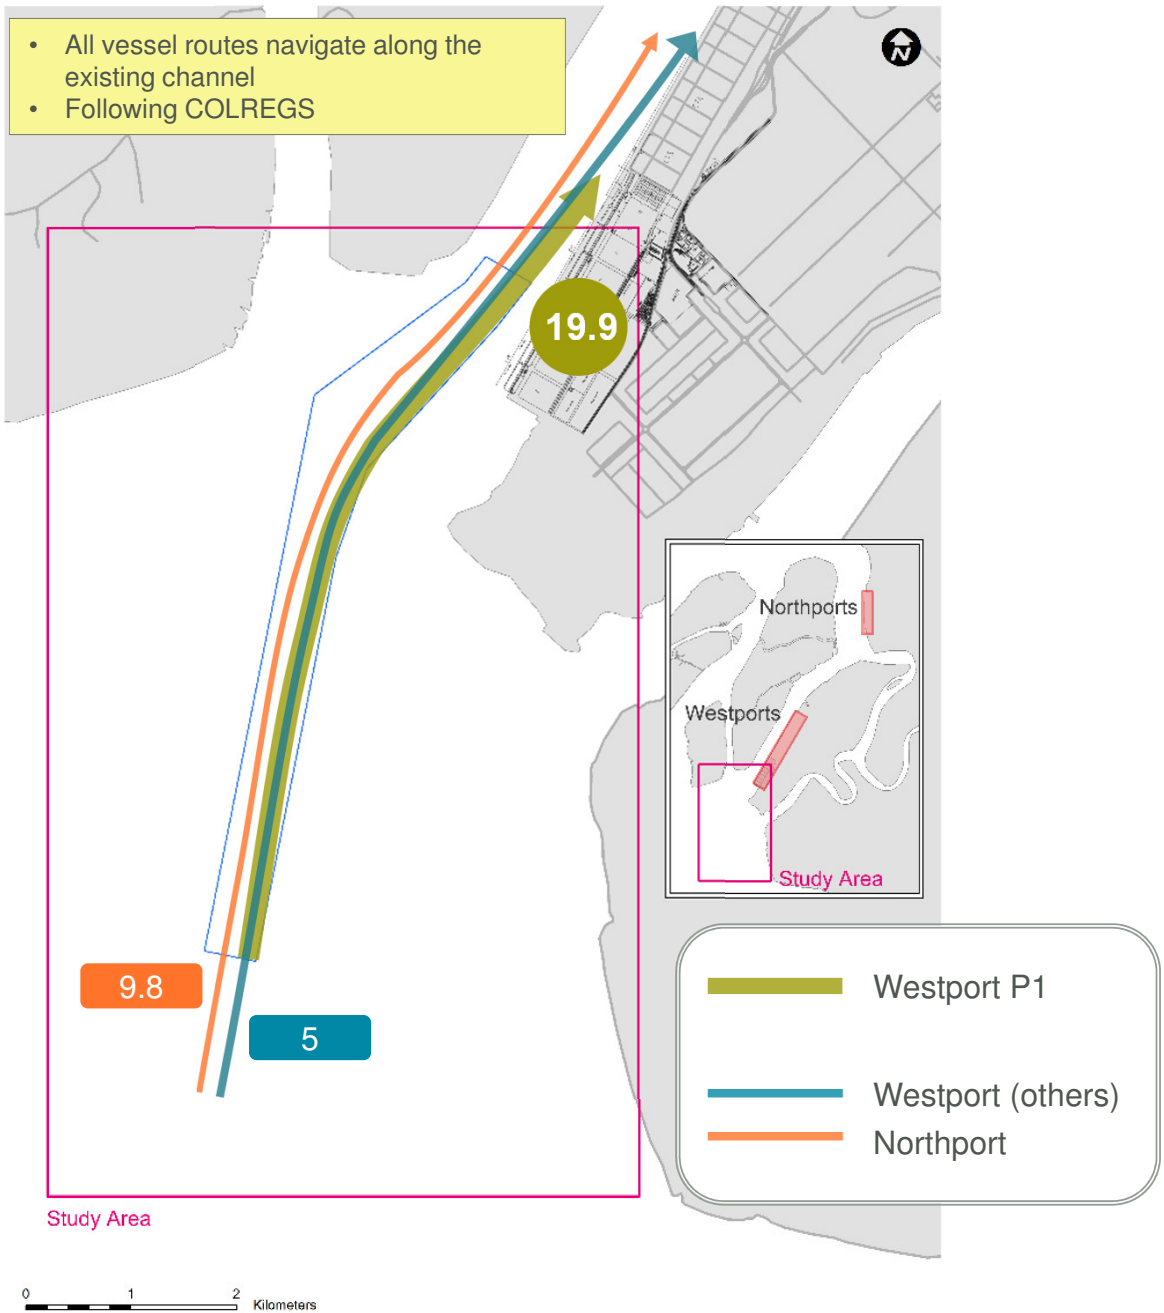 • All vessel routes navigate along the
existing channel
• Following COLREGS
N
19.9
Northports
Westports
Study Area
9.8
5
Westport P1
Westport (others)
Northport
Study Area
0 1 2
Kilometers